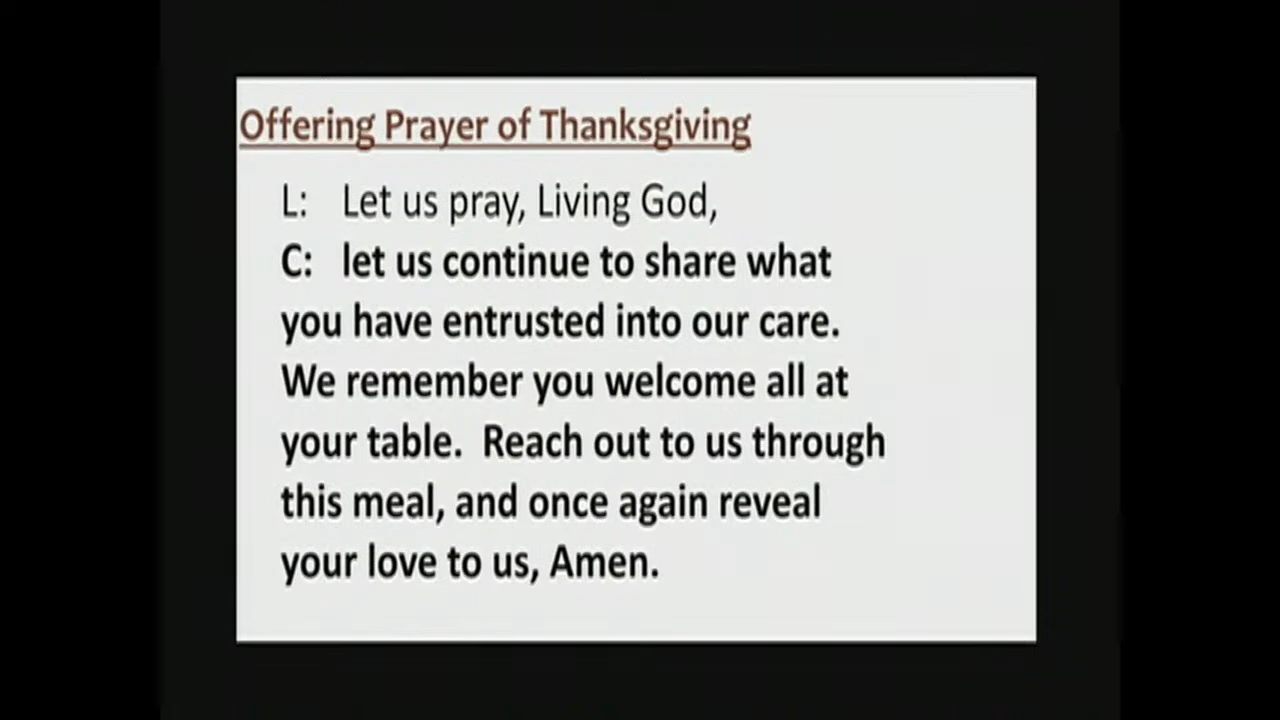 Offering Prayer of Thanksgiving
L: Let us pray, Living God,
C: let us continue to share what
you have entrusted into our care.
We remember you welcome all at
your table. Reach out to us through
this meal, and once again reveal
your love to us, Amen.